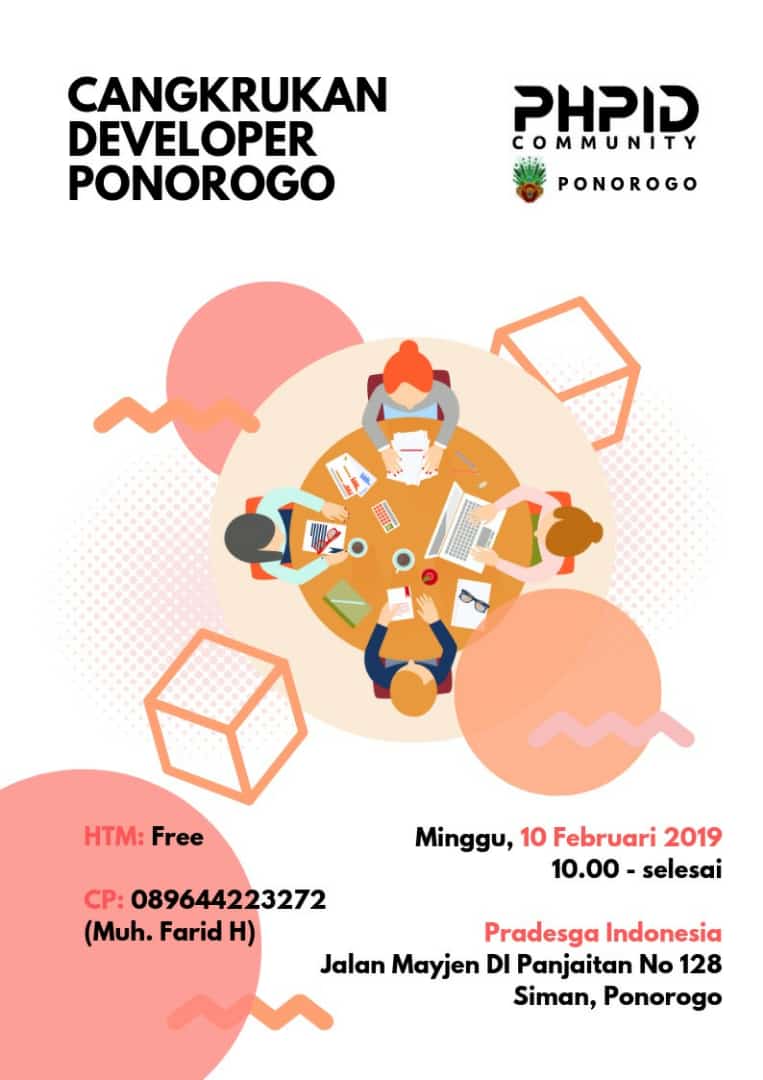 CANGKRUKAN
DEVELOPER
PONOROGO
PHPID
COMMUNITY
PONOROGO
HTM: Free
CP: 089644223272
(Muh. Farid H)
Minggu, 10 Februari 2019
10.00 - selesai
Pradesga Indonesia
Jalan Mayjen DI Panjaitan No 128
Siman, Ponorogo